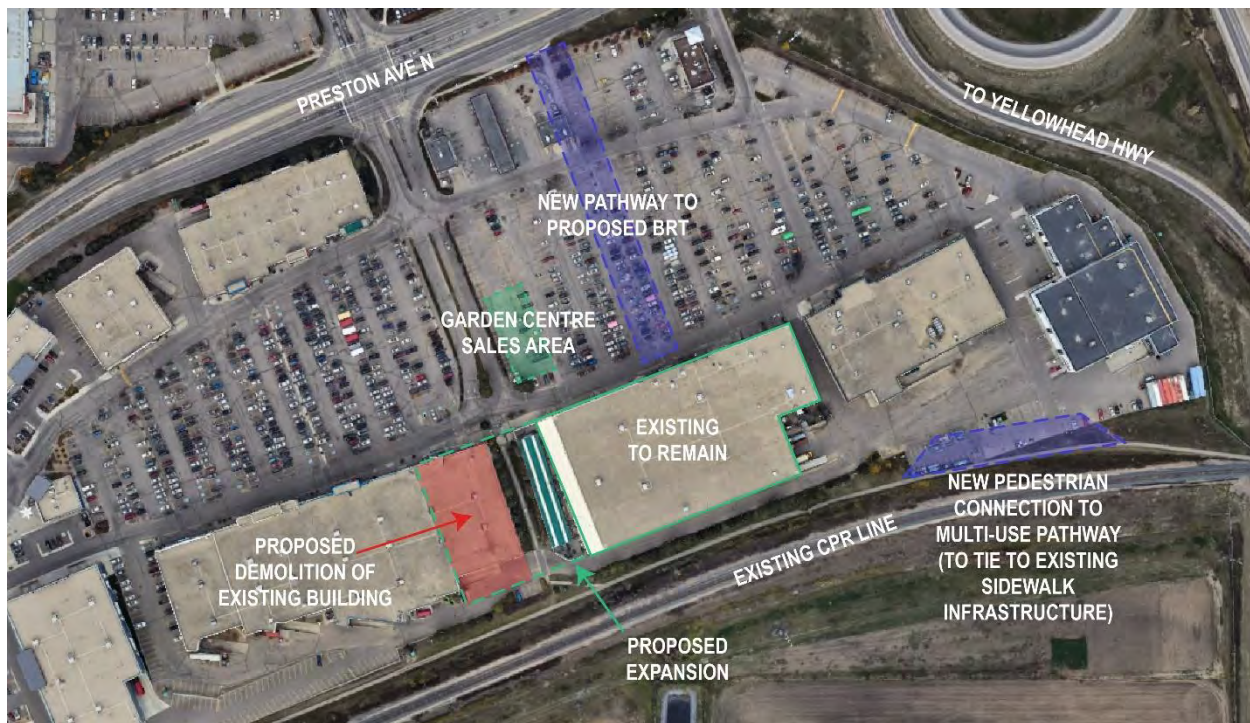 PRESTON AVE N
TO YELLOWHEAD HWY
NEW PATHWAY TO
PROPOSED BRT
GARDEN CENTRE
SALES AREA
EXISTING
TO REMAIN
PROPOSED
DEMOLITION OF
EXISTING BUILDING
EXISTING CPR LINE
NEW PEDESTRIAN
CONNECTION TO
MULTI-USE PATHWAY
(TO TIE TO EXISTING
SIDEWALK
INFRASTRUCTURE)
PROPOSED
EXPANSION